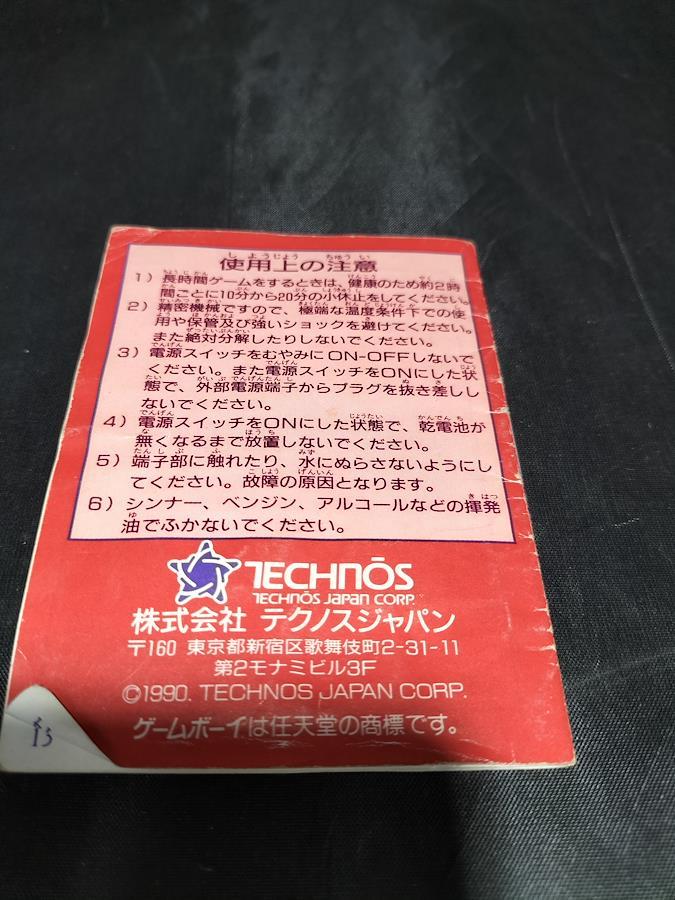 使用上の注意
1) 長時間ゲームをするときは、健康のため約2時
間ごとに10分から20分の小休止をしてください。
2) 精密機械ですので、極端な温度条件下での使
用や保管及び強いショックを避けてください。
また絶対分解したりしないでください。
3) 電源スイッチをむやみにON-OFFしないで
ください。また電源スイッチをONにした状
態で、外部電源端子からプラグを抜き差しし
ないでください。
4) 電源スイッチをONにした状態で、乾電池が
無くなるまで放置しないでください。
5) 端子部に触れたり、水にぬらさないようにし
てください。故障の原因となります。
6) シンナー、ベンジン、アルコールなどの揮発
油でふかないでください。
TECHNŌS
TECHNOS JAPAN CORP.
株式会社 テクノスジャパン
〒160 東京都新宿区歌舞伎町2-31-11
第2モナミビル3F
©1990. TECHNOS JAPAN CORP.
ゲームボーイは任天堂の商標です。